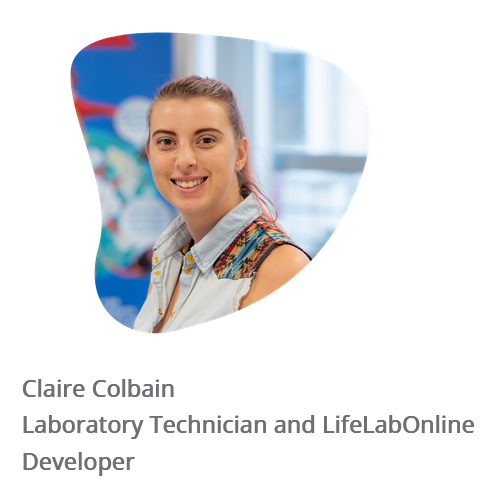 Claire Colbain
Laboratory Technician and LifeLabOnline
Developer